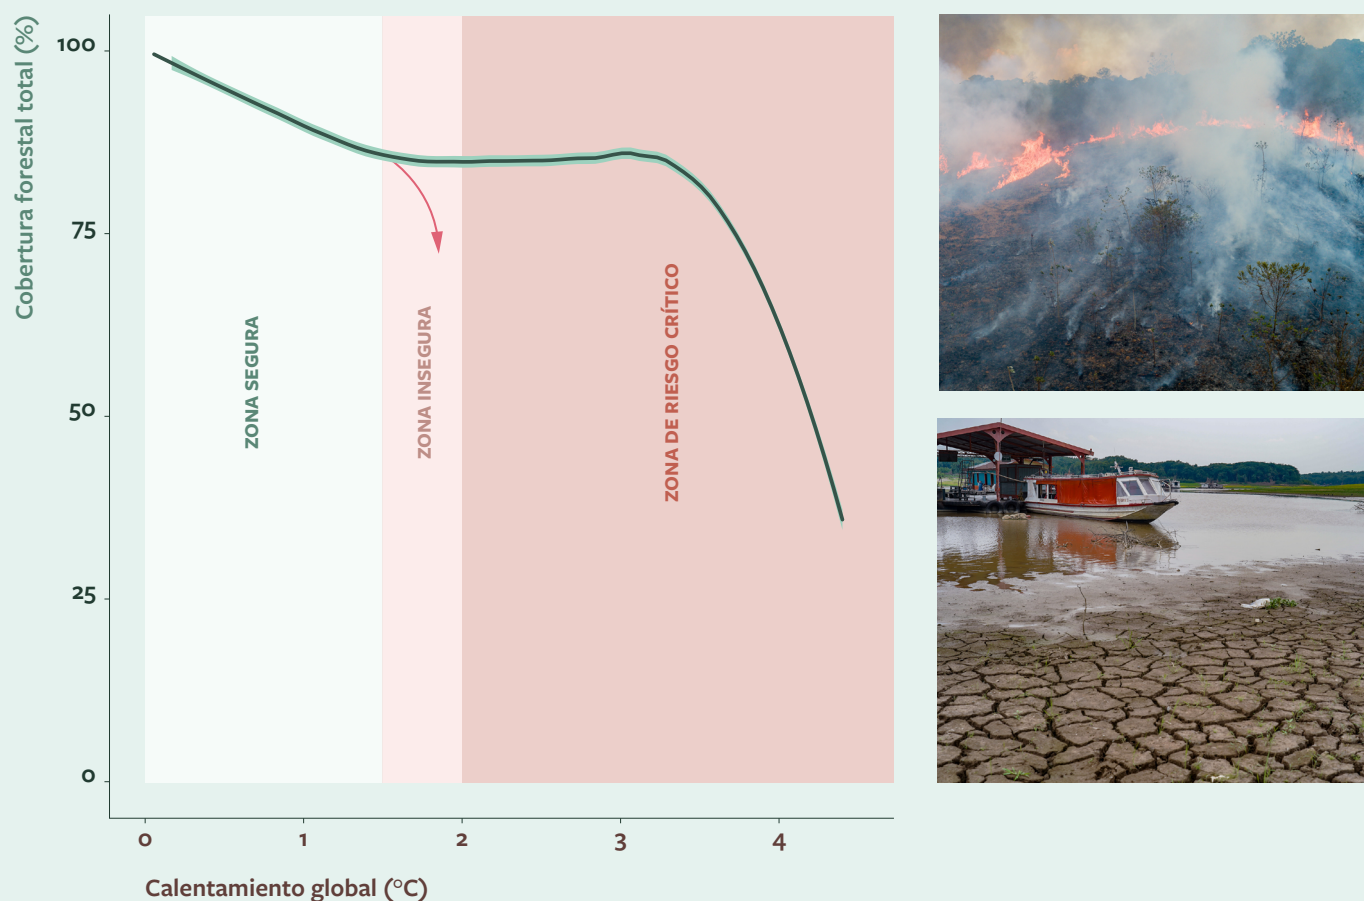 Cobertura forestal total (%)
100
75
50
25
0
ZONA SEGURA
ZONA INSEGURA
ZONA DE RIESGO CRÍTICO
0 1 2 3 4
Calentamiento global (°C)